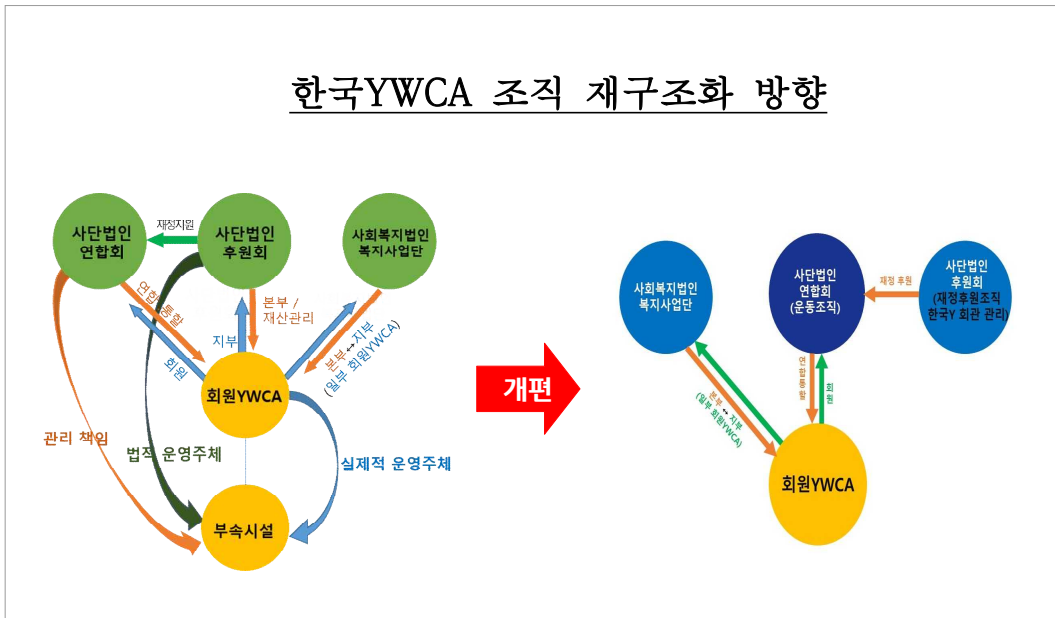 한국YWCA 조직 재구조화 방향
사단법인
연합회
재정지원
사단법인
후원회
사회복지법인
복지사업단
연합 통할
회원
지부
본부 /
재산관리
본부↔지부
(일부 회원YWCA)
회원YWCA
관리 책임
법적 운영주체
실제적 운영주체
부속시설
개편
사회복지법인
복지사업단
사단법인
연합회
(운동조직)
재정 후원
사단법인
후원회
(재정후원조직
한국Y 회관 관리)
본부 ↔ 지부
(일부 회원YWCA)
연합통할
회원
회원YWCA